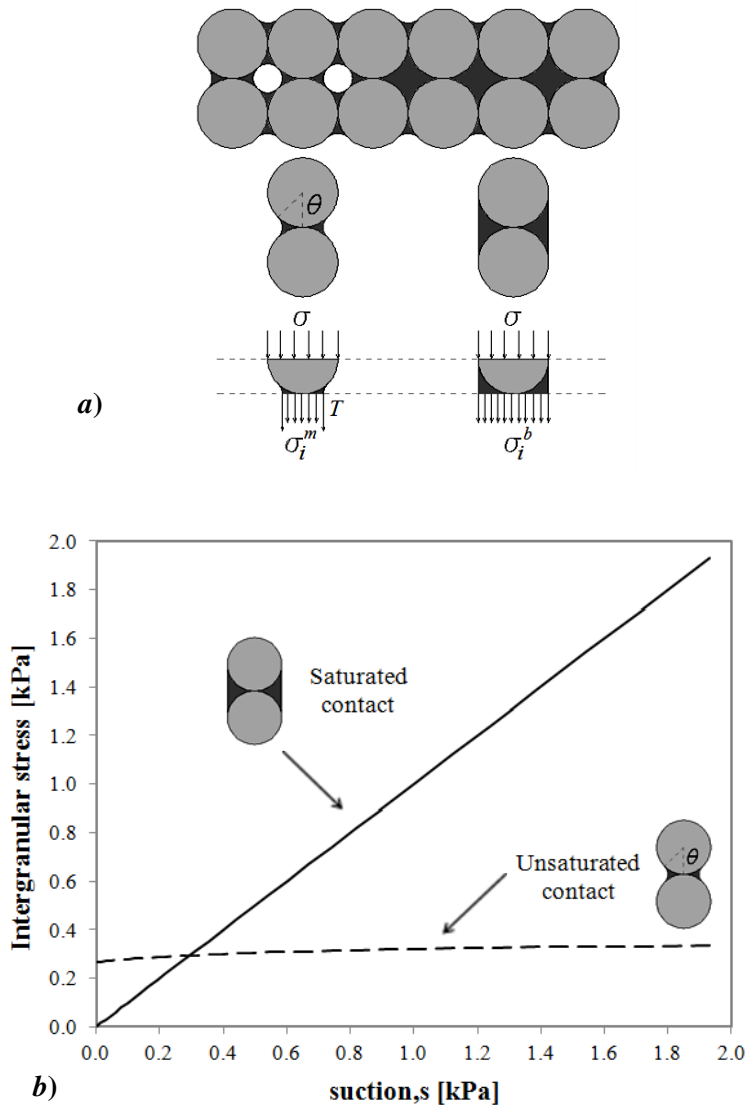 θ
σ
σ
a)
T
σᵢᵐ
σᵢᵇ
2.0
1.8
1.6
1.4
1.2
1.0
0.8
0.6
0.4
0.2
0.0
Intergranular stress [kPa]
Saturated
contact
Unsaturated
contact
θ
0.0 0.2 0.4 0.6 0.8 1.0 1.2 1.4 1.6 1.8 2.0
b)
suction,s [kPa]